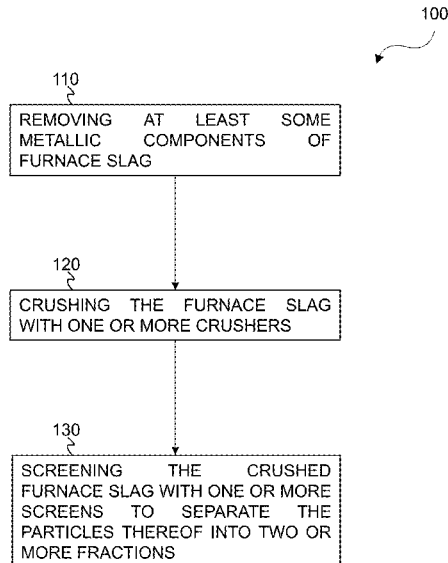 100
110
REMOVING AT LEAST SOME
METALLIC COMPONENTS OF
FURNACE SLAG
120
CRUSHING THE FURNACE SLAG
WITH ONE OR MORE CRUSHERS
130
SCREENING THE CRUSHED
FURNACE SLAG WITH ONE OR MORE
SCREENS TO SEPARATE THE
PARTICLES THEREOF INTO TWO OR
MORE FRACTIONS